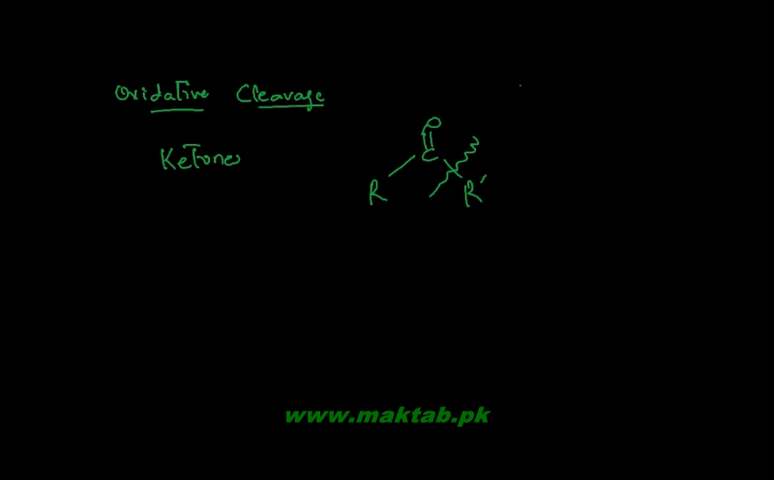 Oxidative Cleavage
Ketones
O
C
R R'
www.maktab.pk